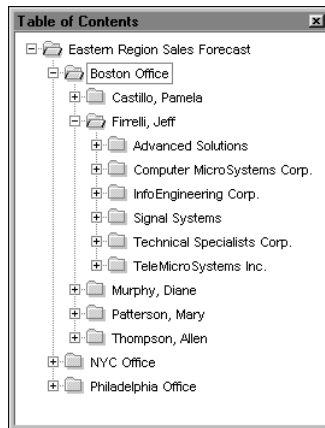 Table of Contents
Eastern Region Sales Forecast
Boston Office
Castillo, Pamela
Firrelli, Jeff
Advanced Solutions
Computer MicroSystems Corp.
InfoEngineering Corp.
Signal Systems
Technical Specialists Corp.
TeleMicroSystems Inc.
Murphy, Diane
Patterson, Mary
Thompson, Allen
NYC Office
Philadelphia Office